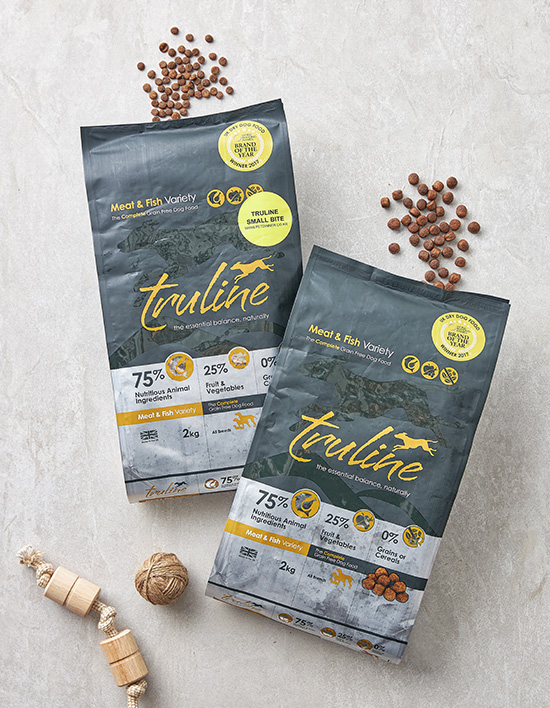 UK DRY DOG FOOD
BRAND
OF THE
YEAR
WINNER 2017
Meat & Fish Variety
The Complete Grain Free Dog Food
TRULINE
SMALL BITE
truline
the essential balance, naturally
75%
Nutritious Animal
Ingredients
25%
Fruit &
Vegetables
0%
Grains or
Cereals
Meat & Fish Variety
The Complete
Grain Free Dog Food
2kg
All Breeds
truline
75%
UK DRY DOG FOOD
BRAND
OF THE
YEAR
WINNER 2017
Meat & Fish Variety
The Complete Grain Free Dog Food
truline
the essential balance, naturally
75%
Nutritious Animal
Ingredients
25%
Fruit &
Vegetables
0%
Grains or
Cereals
Meat & Fish Variety
The Complete
Grain Free Dog Food
2kg
All Breeds
75%
25%
0%